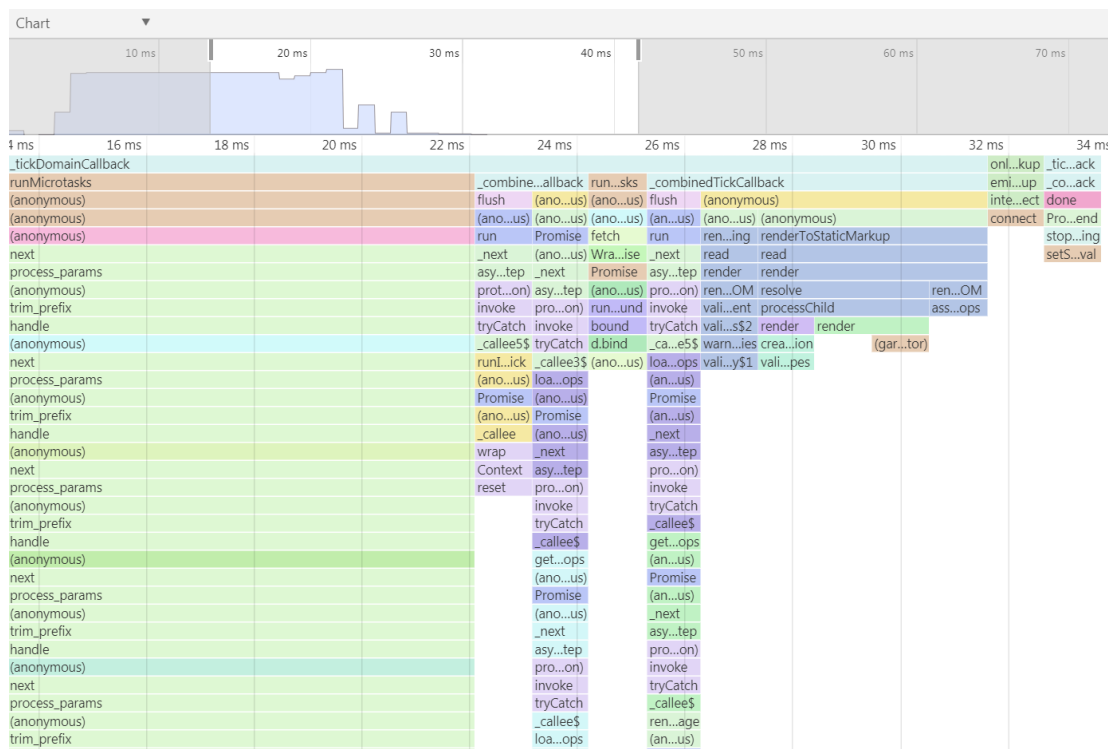 Chart ▼
10 ms 20 ms 30 ms 40 ms 50 ms 60 ms 70 ms
4 ms 16 ms 18 ms 20 ms 22 ms 24 ms 26 ms 28 ms 30 ms 32 ms 34 ms
_tickDomainCallback onl...kup _tic...ack
runMicrotasks _combine...allback run...sks _combinedTickCallback emi...up _co...ack
(anonymous) flush (ano...us) (ano...us) flush (anonymous) inte...ect done
(anonymous) (ano...us) (ano...us) (ano...us) (an...us) (ano...us) (anonymous) connect Pro...end
(anonymous) run Promise fetch run ren...ing renderToStaticMarkup stop...ing
next _next (ano...us) Wra...ise _next read read setS...val
process_params asy...tep _next Promise asy...tep render render
(anonymous) prot...on) asy...tep (ano...us) pro...on) ren...OM resolve ren...OM
trim_prefix invoke pro...on) run...und invoke vali...ent processChild ass...ops
handle tryCatch invoke bound tryCatch vali...s$2 render render
(anonymous) _callee5$ tryCatch d.bind _ca...e5$ warn...ies crea...ion (gar...tor)
next runI...ick _callee3$ (ano...us) loa...ops vali...y$1 vali...pes
process_params (ano...us) loa...ops (an...us)
(anonymous) Promise (ano...us) Promise
trim_prefix (ano...us) Promise (an...us)
handle _callee (ano...us) _next
(anonymous) wrap _next asy...tep
next Context asy...tep pro...on)
process_params reset pro...on) invoke
(anonymous) invoke tryCatch
trim_prefix tryCatch _callee$
handle _callee$ get...ops
(anonymous) get...ops (an...us)
next (ano...us) Promise
process_params Promise (an...us)
(anonymous) (ano...us) _next
trim_prefix _next asy...tep
handle asy...tep pro...on)
(anonymous) pro...on) invoke
next invoke tryCatch
process_params tryCatch _callee$
(anonymous) _callee$ ren...age
trim_prefix loa...ops (an...us)